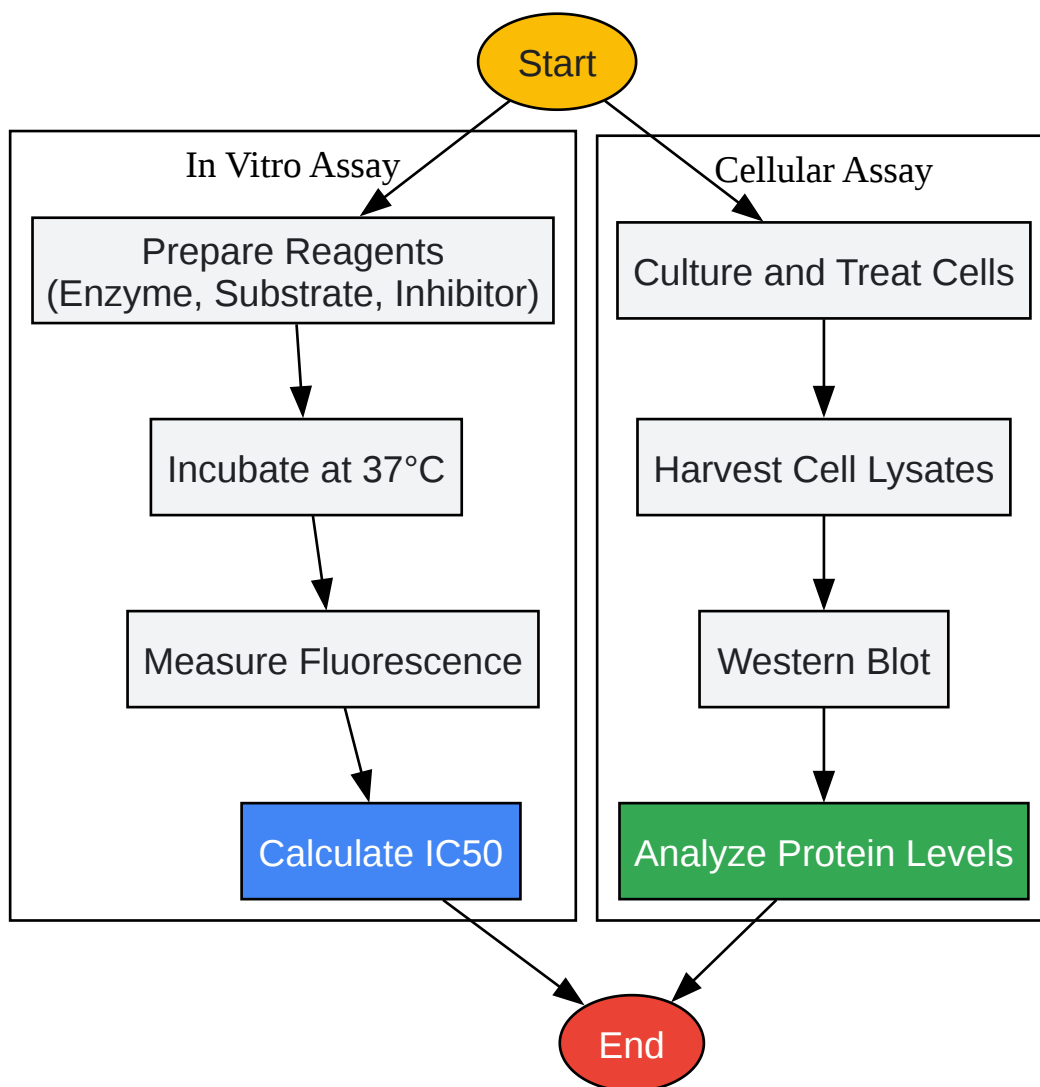 Start
In Vitro Assay
Prepare Reagents
(Enzyme, Substrate, Inhibitor)
Incubate at 37°C
Measure Fluorescence
Calculate IC50
Cellular Assay
Culture and Treat Cells
Harvest Cell Lysates
Western Blot
Analyze Protein Levels
End